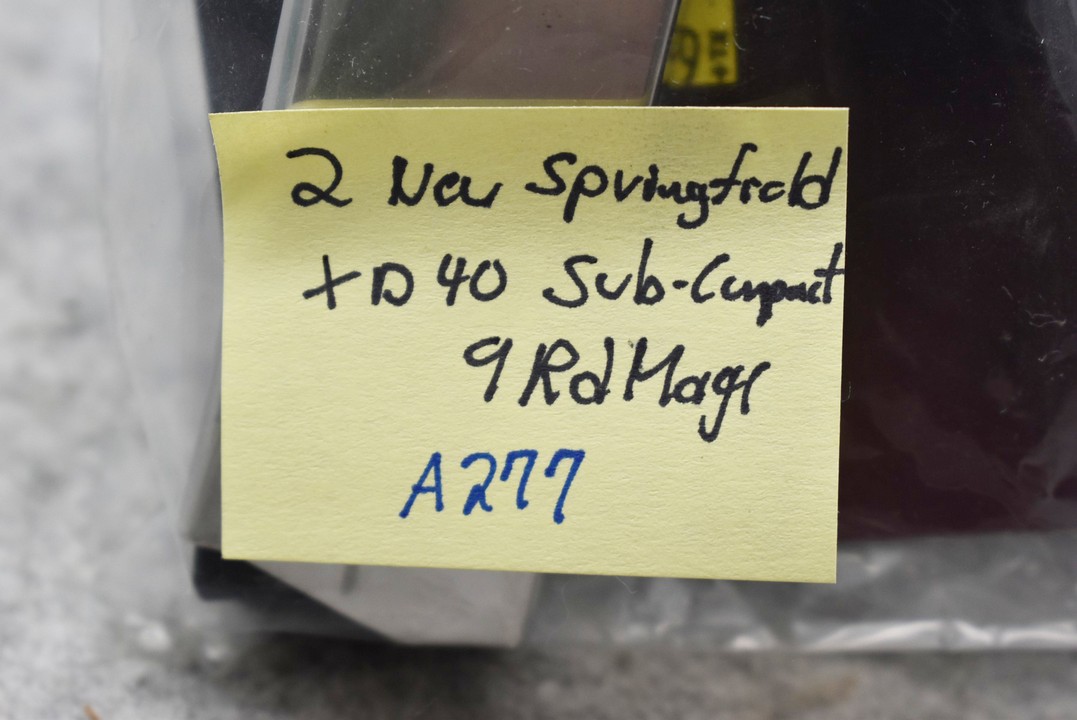 2 New Springfield
XD 40 Sub-Compact
9 Rd Mags
A277